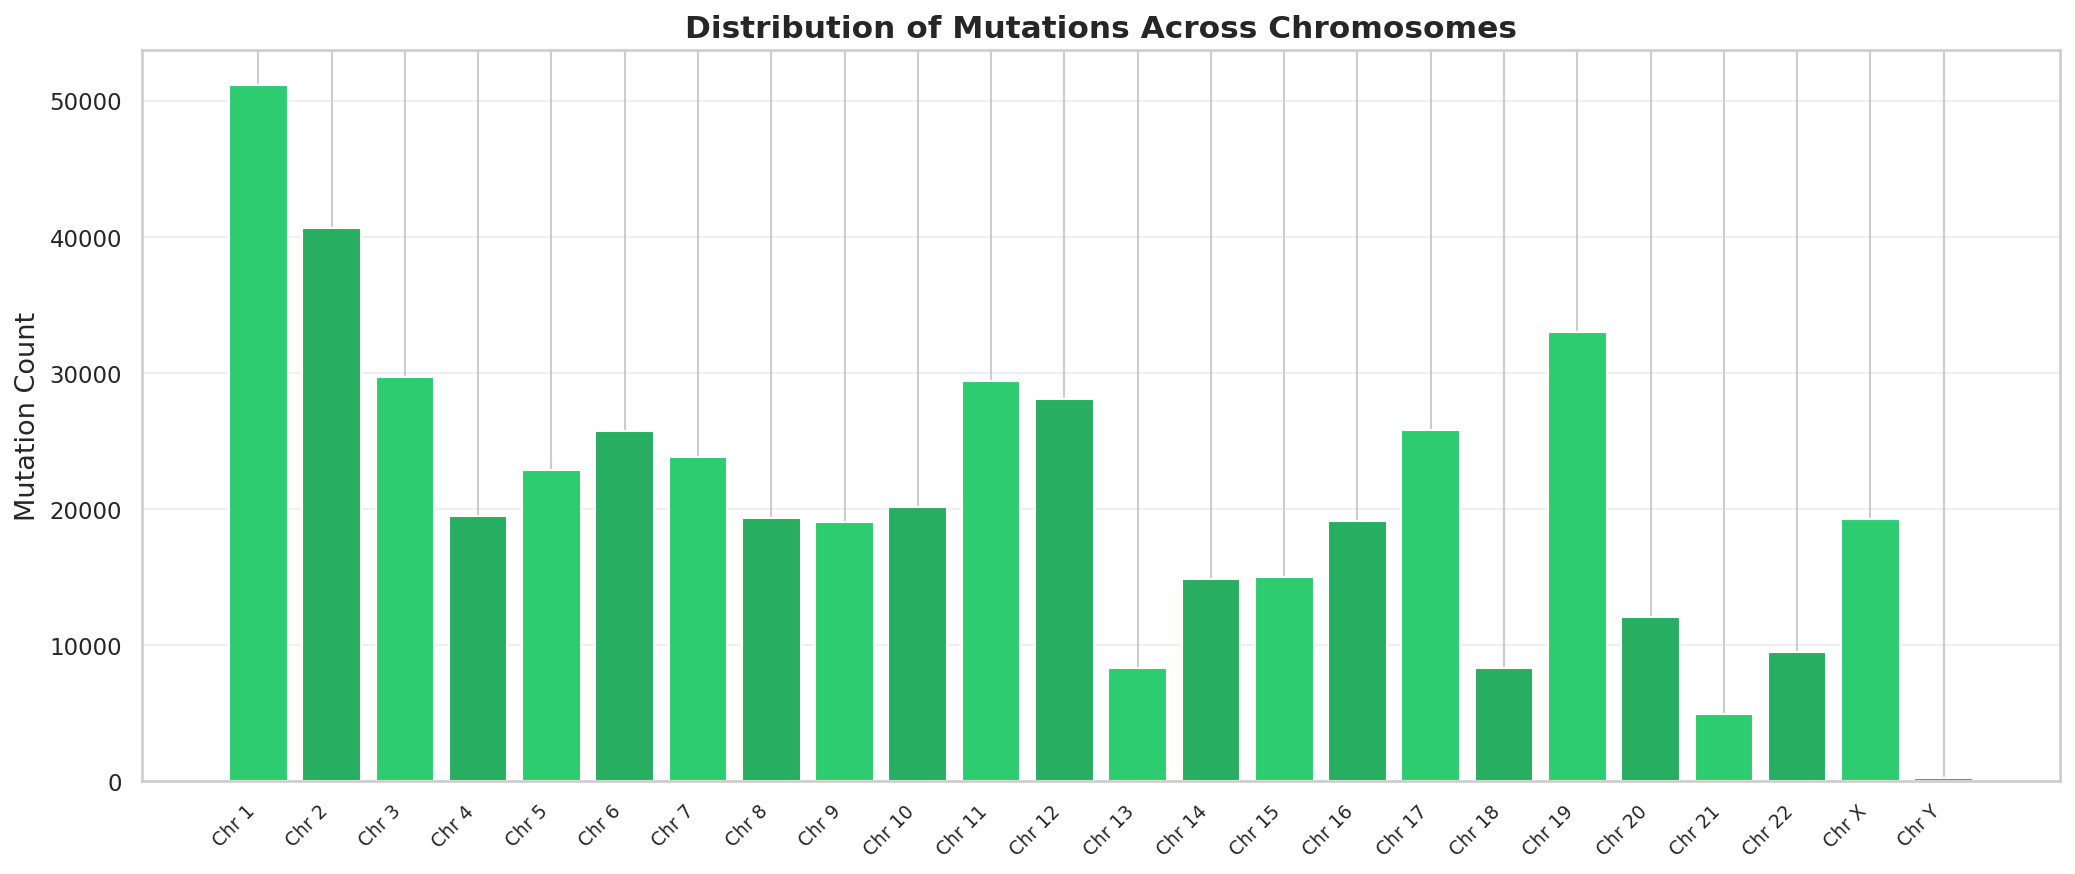 Distribution of Mutations Across Chromosomes
Mutation Count
50000
40000
30000
20000
10000
0
Chr 1
Chr 2
Chr 3
Chr 4
Chr 5
Chr 6
Chr 7
Chr 8
Chr 9
Chr 10
Chr 11
Chr 12
Chr 13
Chr 14
Chr 15
Chr 16
Chr 17
Chr 18
Chr 19
Chr 20
Chr 21
Chr 22
Chr X
Chr Y